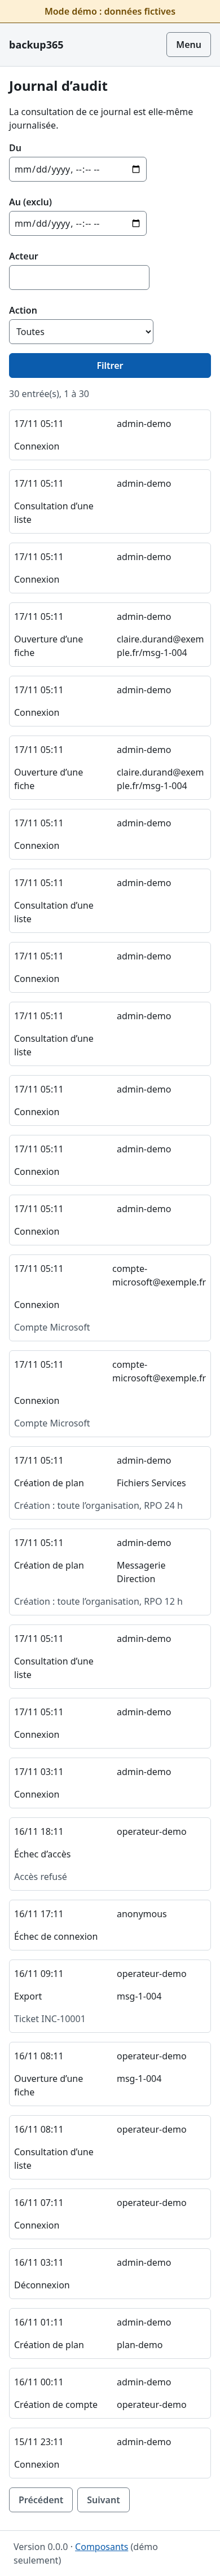 Mode démo : données fictives
backup365
Menu
Journal d’audit
La consultation de ce journal est elle-même
journalisée.
Du
mm/dd/yyyy, --:-- --
Au (exclu)
mm/dd/yyyy, --:-- --
Acteur
Action
Toutes
Filtrer
30 entrée(s), 1 à 30
17/11 05:11 admin-demo
Connexion
17/11 05:11 admin-demo
Consultation d’une
liste
17/11 05:11 admin-demo
Connexion
17/11 05:11 admin-demo
Ouverture d’une claire.durand@exem
fiche ple.fr/msg-1-004
17/11 05:11 admin-demo
Connexion
17/11 05:11 admin-demo
Ouverture d’une claire.durand@exem
fiche ple.fr/msg-1-004
17/11 05:11 admin-demo
Connexion
17/11 05:11 admin-demo
Consultation d’une
liste
17/11 05:11 admin-demo
Connexion
17/11 05:11 admin-demo
Consultation d’une
liste
17/11 05:11 admin-demo
Connexion
17/11 05:11 admin-demo
Connexion
17/11 05:11 admin-demo
Connexion
17/11 05:11 compte-
microsoft@exemple.fr
Connexion
Compte Microsoft
17/11 05:11 compte-
microsoft@exemple.fr
Connexion
Compte Microsoft
17/11 05:11 admin-demo
Création de plan Fichiers Services
Création : toute l’organisation, RPO 24 h
17/11 05:11 admin-demo
Création de plan Messagerie
Direction
Création : toute l’organisation, RPO 12 h
17/11 05:11 admin-demo
Consultation d’une
liste
17/11 05:11 admin-demo
Connexion
17/11 03:11 admin-demo
Connexion
16/11 18:11 operateur-demo
Échec d’accès
Accès refusé
16/11 17:11 anonymous
Échec de connexion
16/11 09:11 operateur-demo
Export msg-1-004
Ticket INC-10001
16/11 08:11 operateur-demo
Ouverture d’une msg-1-004
fiche
16/11 08:11 operateur-demo
Consultation d’une
liste
16/11 07:11 operateur-demo
Connexion
16/11 03:11 admin-demo
Déconnexion
16/11 01:11 admin-demo
Création de plan plan-demo
16/11 00:11 admin-demo
Création de compte operateur-demo
15/11 23:11 admin-demo
Connexion
Précédent Suivant
Version 0.0.0 · Composants (démo
seulement)